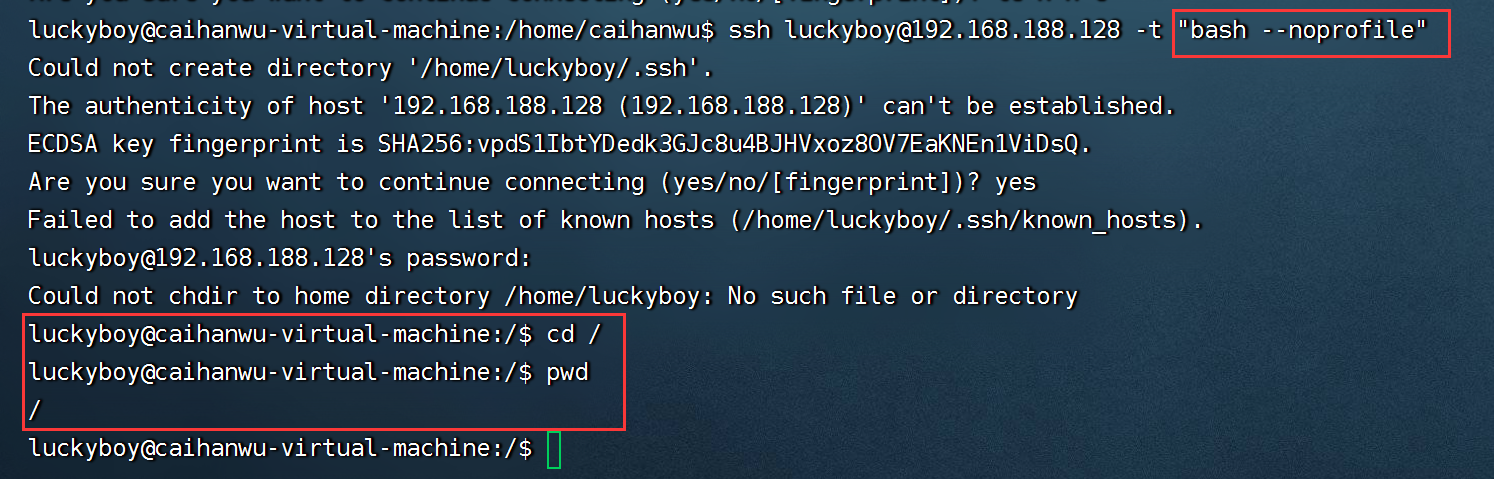 luckyboy@caihanwu-virtual-machine:/home/caihanwu$ ssh luckyboy@192.168.188.128 -t "bash --noprofile"
Could not create directory '/home/luckyboy/.ssh'.
The authenticity of host '192.168.188.128 (192.168.188.128)' can't be established.
ECDSA key fingerprint is SHA256:vpdS1IbtYDedk3GJc8u4BJHVxoz8OV7EaKNEn1ViDsQ.
Are you sure you want to continue connecting (yes/no/[fingerprint])? yes
Failed to add the host to the list of known hosts (/home/luckyboy/.ssh/known_hosts).
luckyboy@192.168.188.128's password:
Could not chdir to home directory /home/luckyboy: No such file or directory
luckyboy@caihanwu-virtual-machine:/$ cd /
luckyboy@caihanwu-virtual-machine:/$ pwd
/
luckyboy@caihanwu-virtual-machine:/$